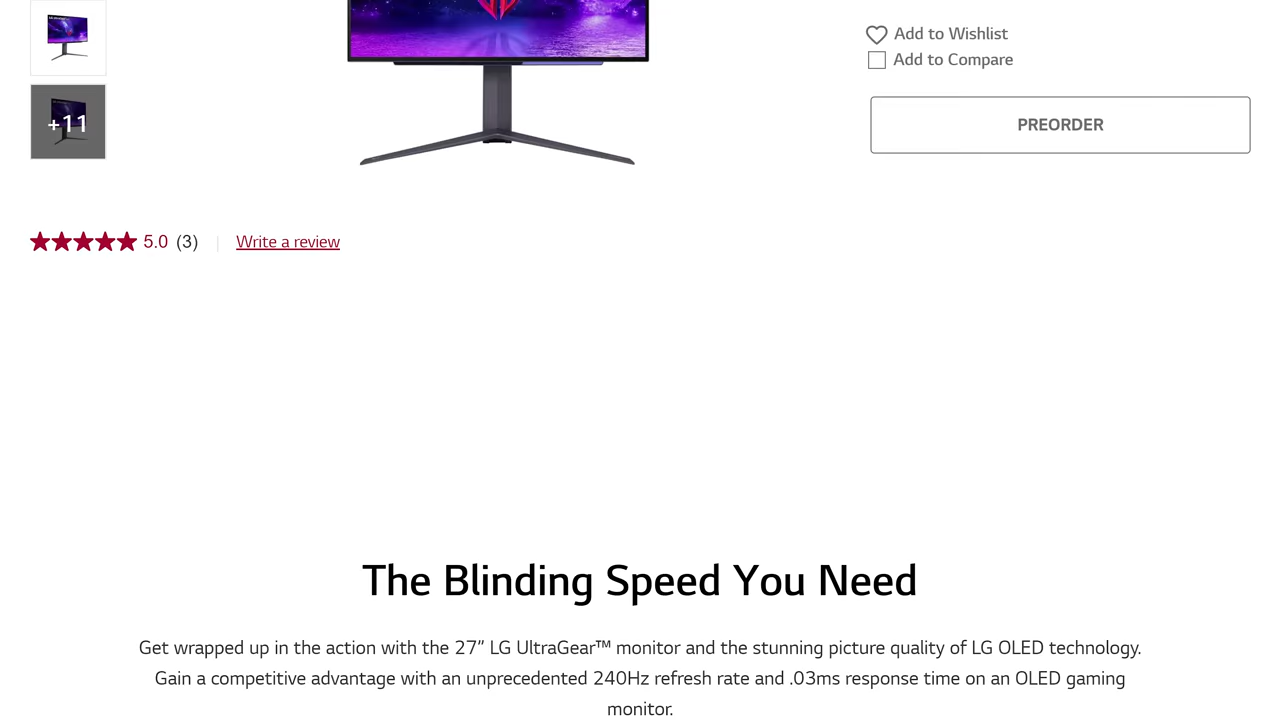 Add to Wishlist
Add to Compare
+11
PREORDER
5.0 (3) | Write a review
The Blinding Speed You Need
Get wrapped up in the action with the 27” LG UltraGear™ monitor and the stunning picture quality of LG OLED technology.
Gain a competitive advantage with an unprecedented 240Hz refresh rate and .03ms response time on an OLED gaming
monitor.